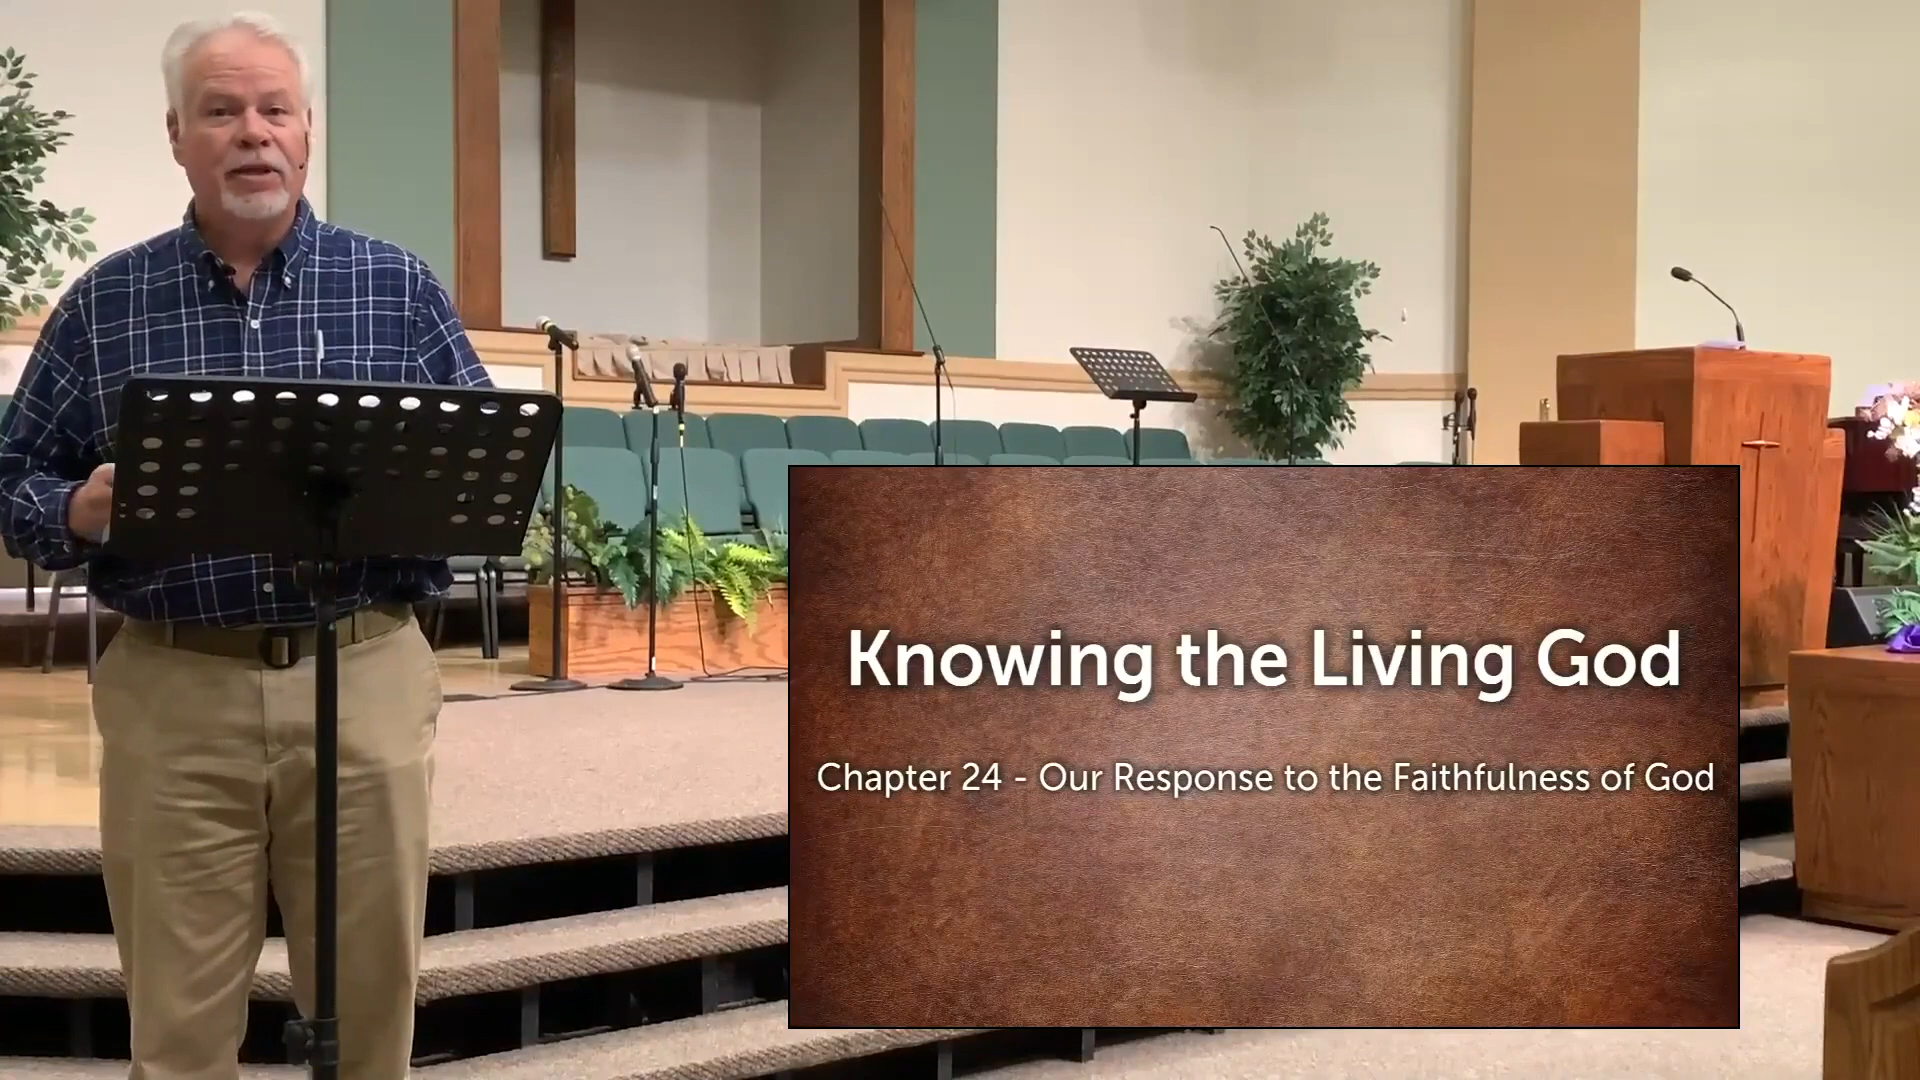 Knowing the Living God
Chapter 24 - Our Response to the Faithfulness of God